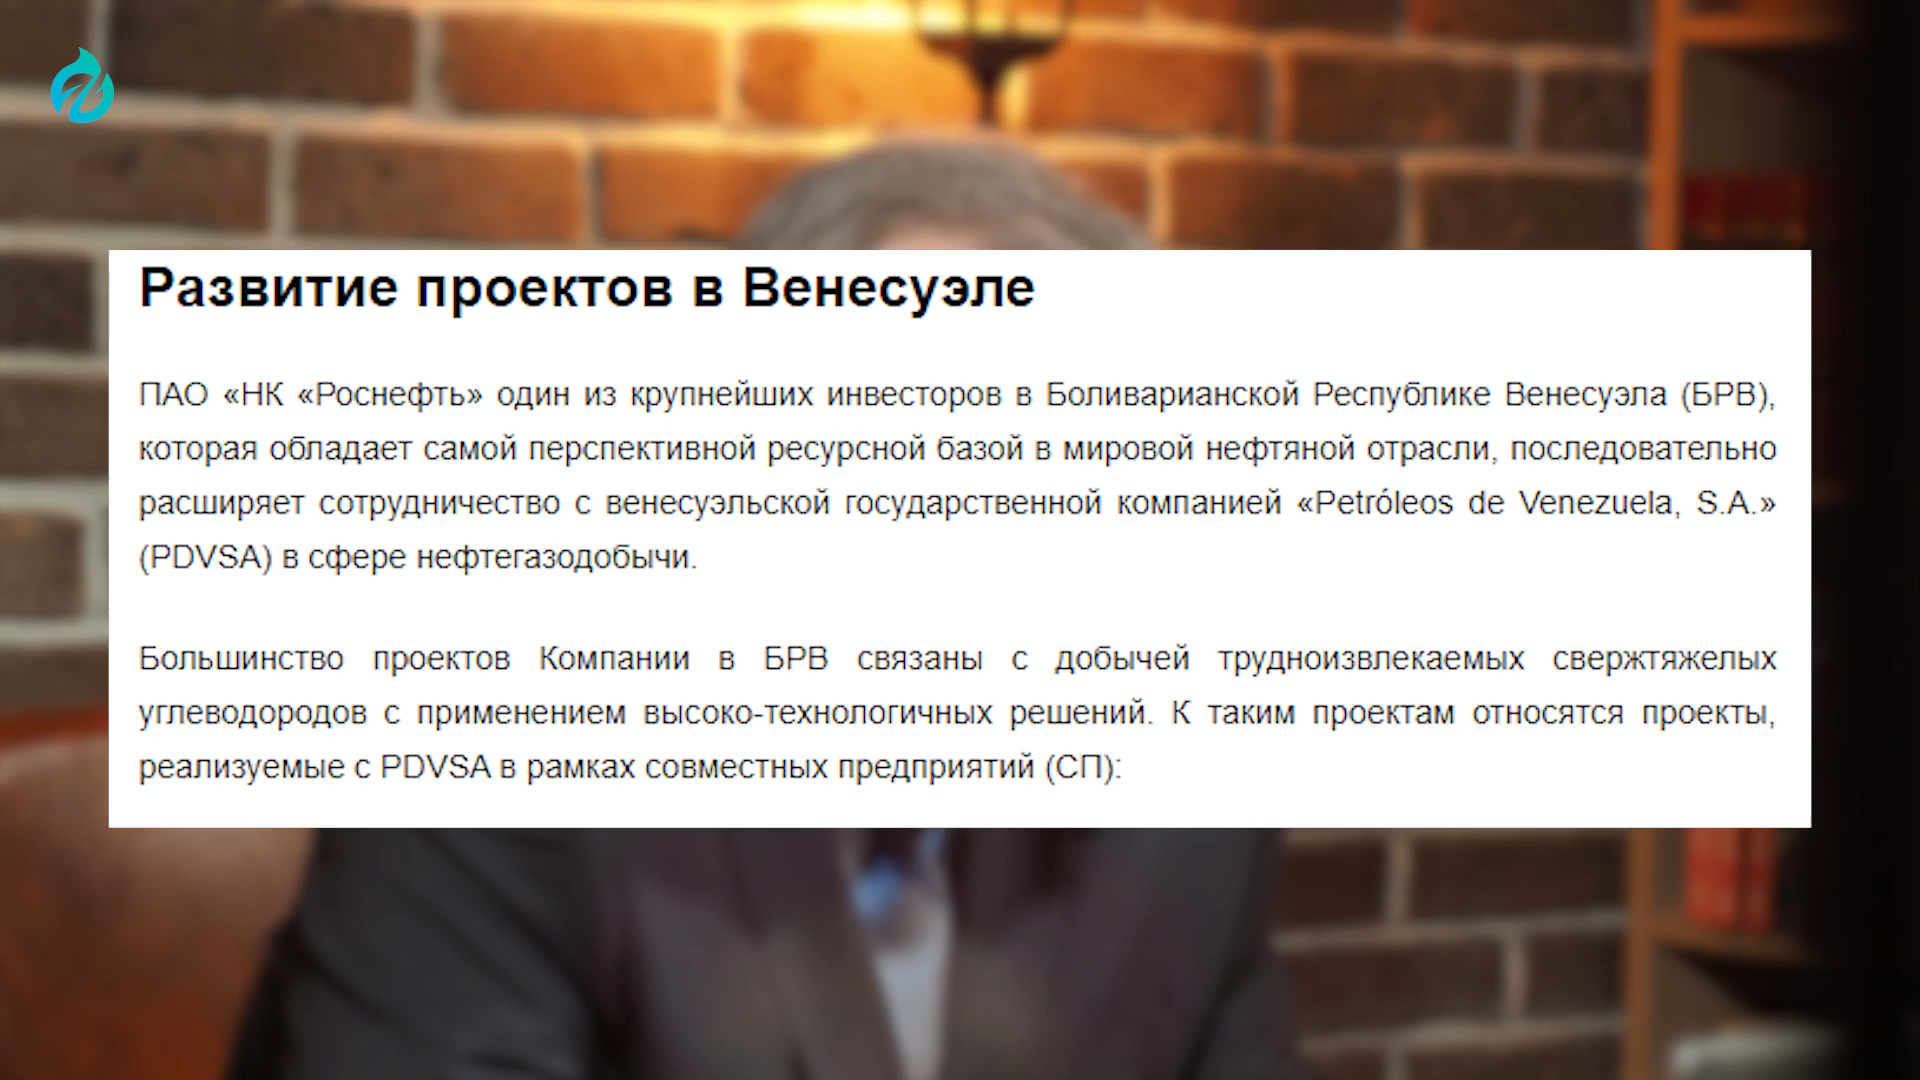 Развитие проектов в Венесуэле
ПАО «НК «Роснефть» один из крупнейших инвесторов в Боливарианской Республике Венесуэла (БРВ),
которая обладает самой перспективной ресурсной базой в мировой нефтяной отрасли, последовательно
расширяет сотрудничество с венесуэльской государственной компанией «Petróleos de Venezuela, S.A.»
(PDVSA) в сфере нефтегазодобычи.
Большинство проектов Компании в БРВ связаны с добычей трудноизвлекаемых свержтяжелых
углеводородов с применением высоко-технологичных решений. К таким проектам относятся проекты,
реализуемые с PDVSA в рамках совместных предприятий (СП):